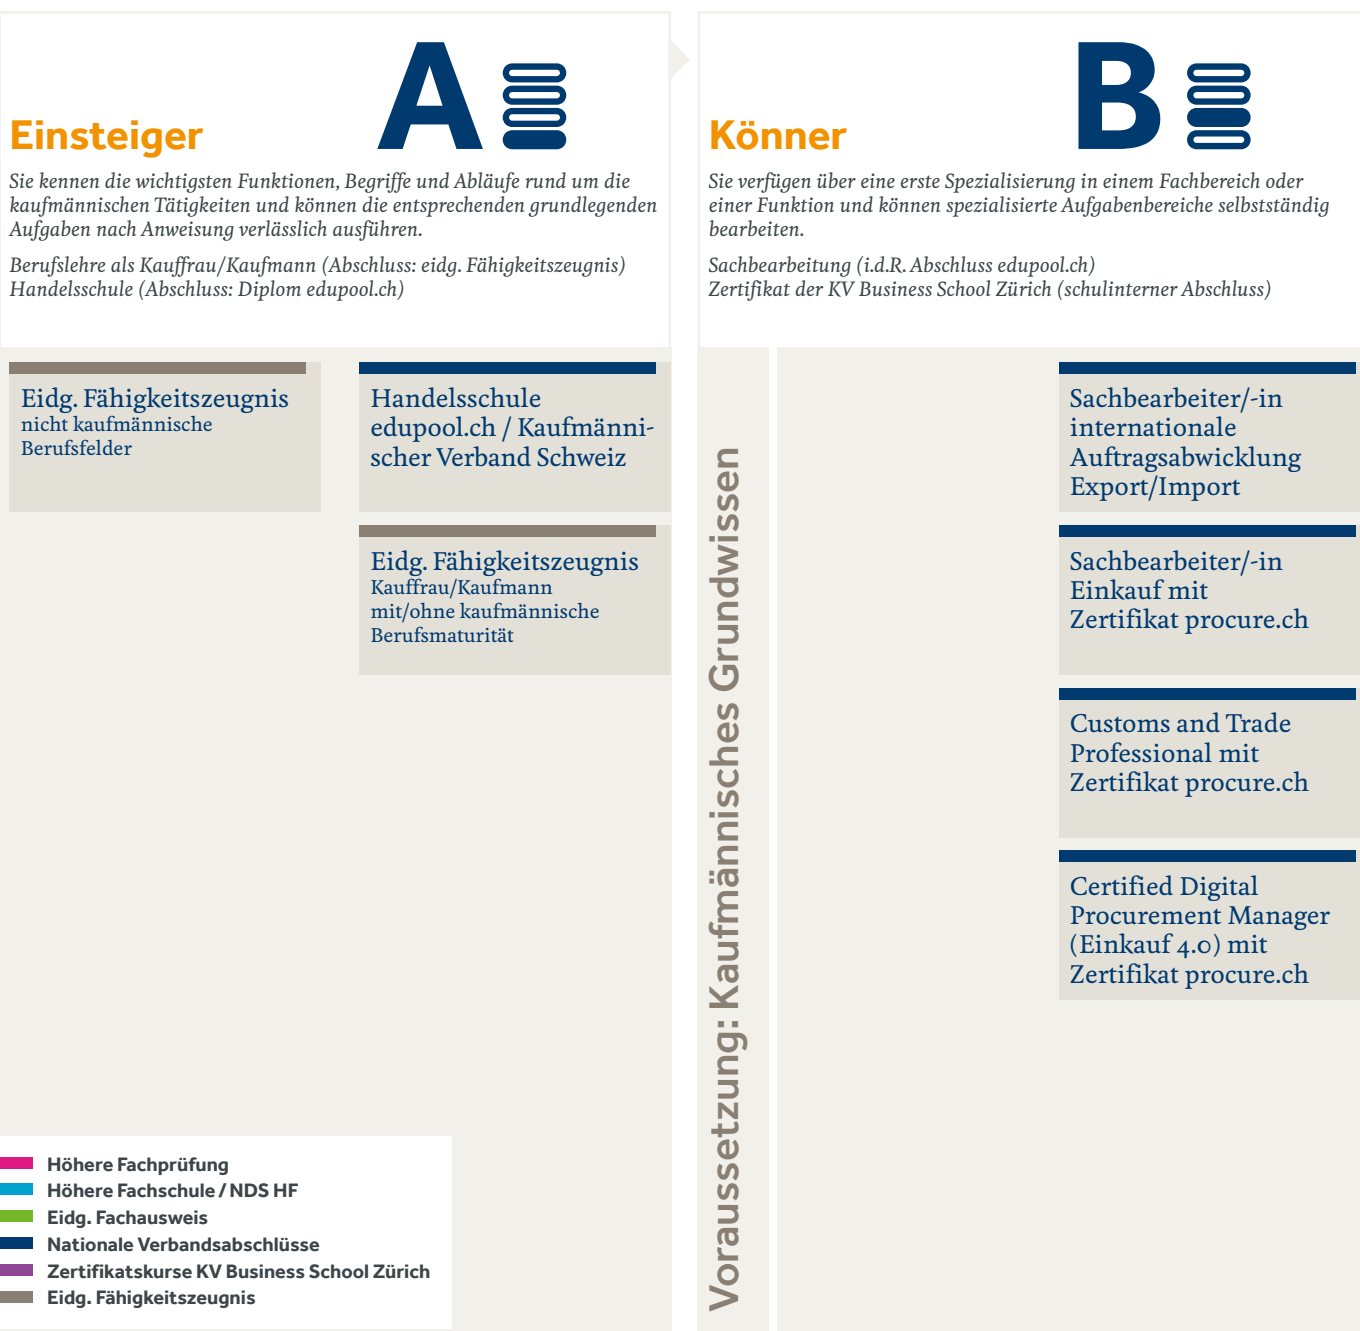 A
Einsteiger
Sie kennen die wichtigsten Funktionen, Begriffe und Abläufe rund um die
kaufmännischen Tätigkeiten und können die entsprechenden grundlegenden
Aufgaben nach Anweisung verlässlich ausführen.
Berufslehre als Kauffrau/Kaufmann (Abschluss: eidg. Fähigkeitszeugnis)
Handelsschule (Abschluss: Diplom edupool.ch)
Eidg. Fähigkeitszeugnis
nicht kaufmännische
Berufsfelder
Handelsschule
edupool.ch / Kaufmänni-
scher Verband Schweiz
Eidg. Fähigkeitszeugnis
Kauffrau/Kaufmann
mit/ohne kaufmännische
Berufsmaturität
Höhere Fachprüfung
Höhere Fachschule / NDS HF
Eidg. Fachausweis
Nationale Verbandsabschlüsse
Zertifikatskurse KV Business School Zürich
Eidg. Fähigkeitszeugnis
B
Könner
Sie verfügen über eine erste Spezialisierung in einem Fachbereich oder
einer Funktion und können spezialisierte Aufgabenbereiche selbstständig
bearbeiten.
Sachbearbeitung (i.d.R. Abschluss edupool.ch)
Zertifikat der KV Business School Zürich (schulinterner Abschluss)
Voraussetzung: Kaufmännisches Grundwissen
Sachbearbeiter/-in
internationale
Auftragsabwicklung
Export/Import
Sachbearbeiter/-in
Einkauf mit
Zertifikat procure.ch
Customs and Trade
Professional mit
Zertifikat procure.ch
Certified Digital
Procurement Manager
(Einkauf 4.0) mit
Zertifikat procure.ch